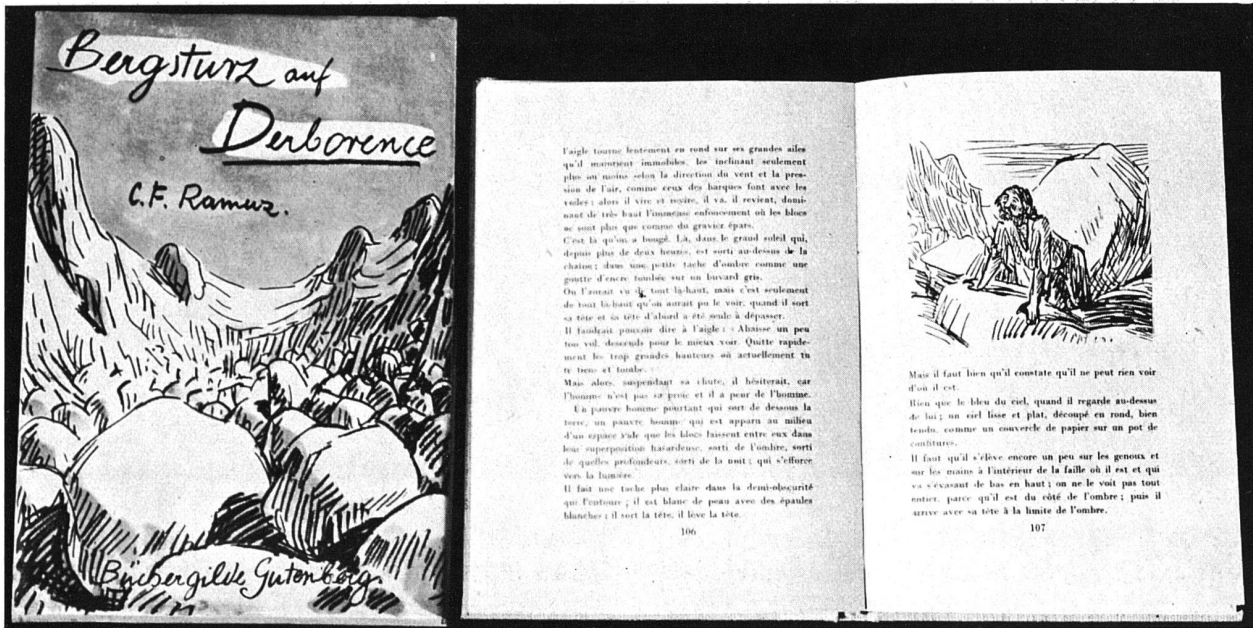 Bergsturz auf
Derborence
C.F. Ramuz.
Büchergilde Gutenberg
l'aigle tourne lentement en rond sur ses grandes ailes
qu'il maintient immobiles, les inclinant seulement
plus ou moins selon la direction du vent et la pres-
sion de l'air, comme ceux des barques font avec les
voiles ; alors il vire et revire, il va, il revient, domi-
nant de très haut l'immense enfoncement où les blocs
ne sont plus que comme du gravier épars.
C'est là qu'on a bougé. Là, dans le grand soleil qui,
depuis plus de deux heures, est sorti au-dessus de la
chaîne ; dans une petite tache d'ombre comme une
goutte d'encre tombée sur un buvard gris.
On l'aurait vu de tout là-haut, mais c'est seulement
de tout là-haut qu'on aurait pu le voir, quand il sort
sa tête et sa tête d'abord a été seule à dépasser.
Il faudrait pouvoir dire à l'aigle : « Abaisse un peu
ton vol, descends pour le mieux voir. Quitte rapide-
ment les trop grandes hauteurs où actuellement tu
te tiens et tombe. »
Mais alors, suspendant sa chute, il hésiterait, car
l'homme n'est pas sa proie et il a peur de l'homme.
Un pauvre homme pourtant qui sort de dessous la
terre, un pauvre homme qui est apparu au milieu
d'un espace vide que les blocs laissent entre eux dans
leur superposition hasardeuse, sorti de l'ombre, sorti
de quelles profondeurs, sorti de la nuit ; qui s'efforce
vers la lumière.
Il fait une tache plus claire dans la demi-obscurité
qui l'entoure ; il est blanc de peau avec des épaules
blanches ; il sort la tête, il lève la tête.
106
Mais il faut bien qu'il constate qu'il ne peut rien voir
d'où il est.
Rien que le bleu du ciel, quand il regarde au-dessus
de lui ; un ciel lisse et plat, découpé en rond, bien
tendu, comme un couvercle de papier sur un pot de
confitures.
Il faut qu'il s'élève encore un peu sur les genoux et
sur les mains à l'intérieur de la faille où il est et qui
va s'évasant de bas en haut ; on ne le voit pas tout
entier, parce qu'il est du côté de l'ombre ; puis il
arrive avec sa tête à la limite de l'ombre.
107